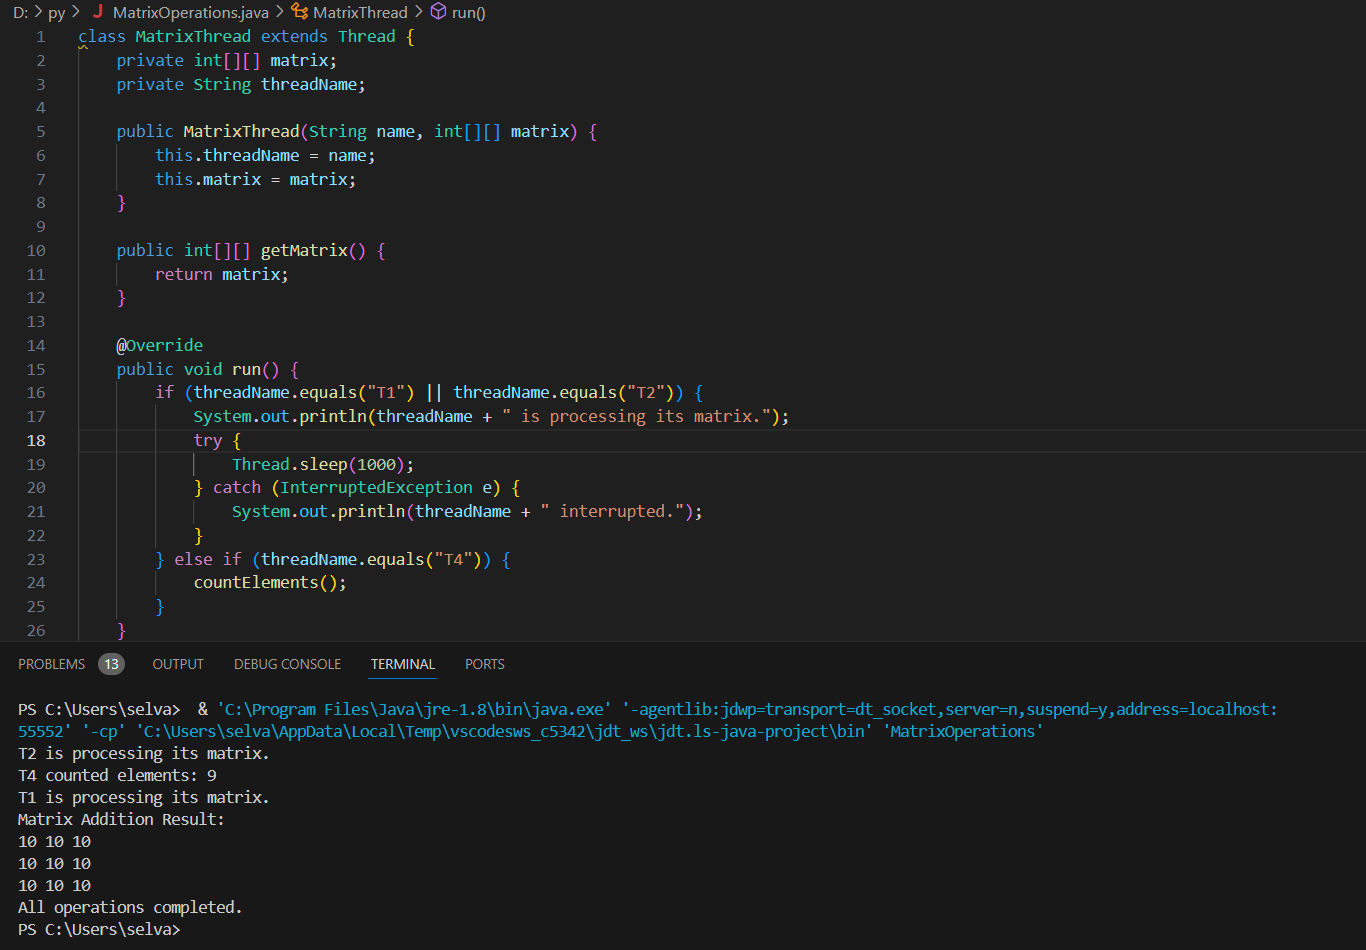 D: > py > J MatrixOperations.java > MatrixThread > run()
1 class MatrixThread extends Thread {
2 private int[][] matrix;
3 private String threadName;
4
5 public MatrixThread(String name, int[][] matrix) {
6 this.threadName = name;
7 this.matrix = matrix;
8 }
9
10 public int[][] getMatrix() {
11 return matrix;
12 }
13
14 @Override
15 public void run() {
16 if (threadName.equals("T1") || threadName.equals("T2")) {
17 System.out.println(threadName + " is processing its matrix.");
18 try {
19 Thread.sleep(1000);
20 } catch (InterruptedException e) {
21 System.out.println(threadName + " interrupted.");
22 }
23 } else if (threadName.equals("T4")) {
24 countElements();
25 }
26 }
PROBLEMS 13 OUTPUT DEBUG CONSOLE TERMINAL PORTS
PS C:\Users\selva> & 'C:\Program Files\Java\jre-1.8\bin\java.exe' '-agentlib:jdwp=transport=dt_socket,server=n,suspend=y,address=localhost:
55552' '-cp' 'C:\Users\selva\AppData\Local\Temp\vscodesws_c5342\jdt_ws\jdt.ls-java-project\bin' 'MatrixOperations'
T2 is processing its matrix.
T4 counted elements: 9
T1 is processing its matrix.
Matrix Addition Result:
10 10 10
10 10 10
10 10 10
All operations completed.
PS C:\Users\selva>